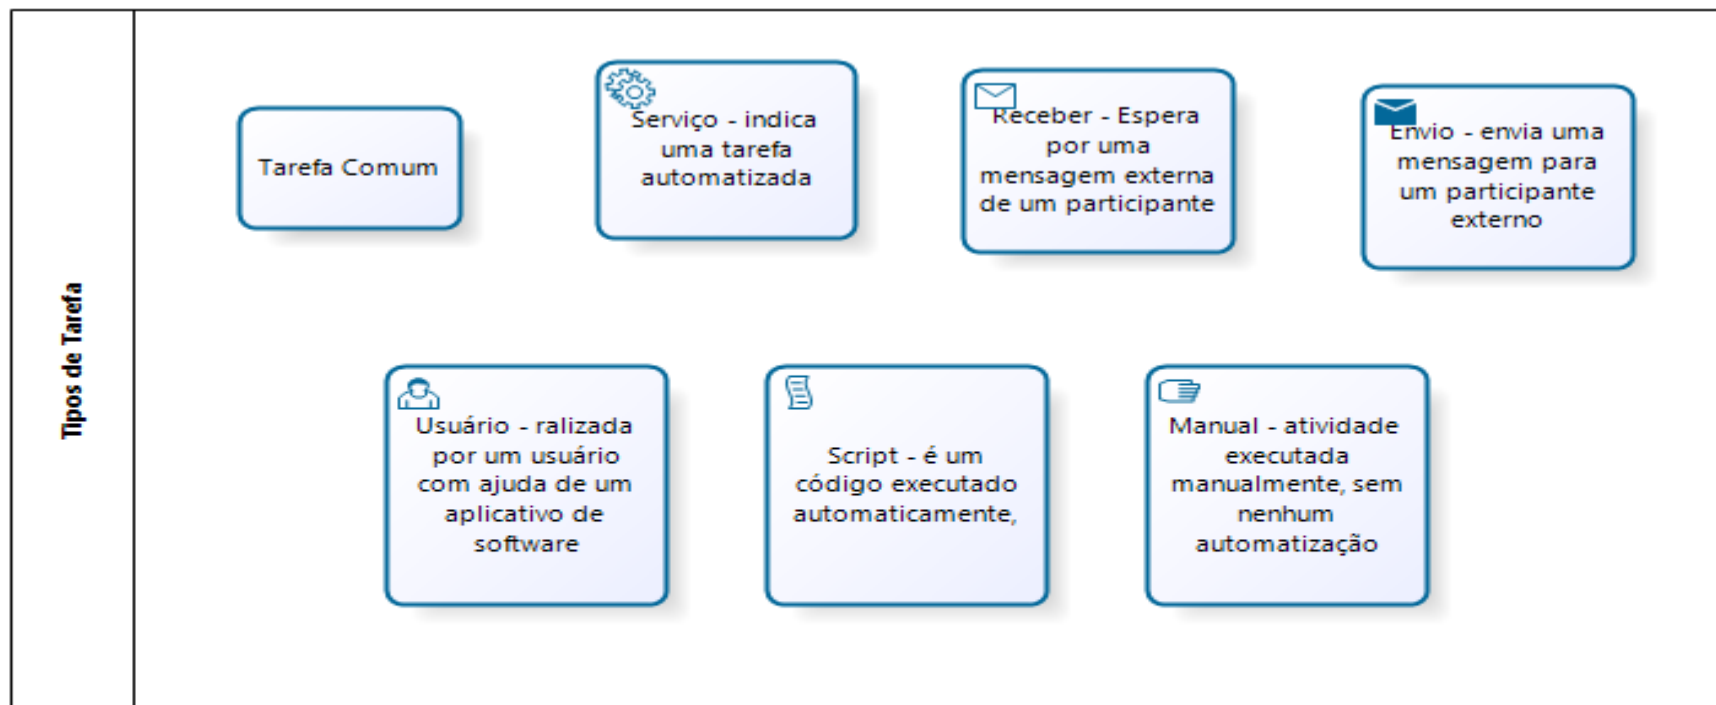 Tipos de Tarefa
Tarefa Comum
Serviço - indica
uma tarefa
automatizada
Receber - Espera
por uma
mensagem externa
de um participante
Envio - envia uma
mensagem para
um participante
externo
Usuário - ralizada
por um usuário
com ajuda de um
aplicativo de
software
Script - é um
código executado
automaticamente,
Manual - atividade
executada
manualmente, sem
nenhum
automatização